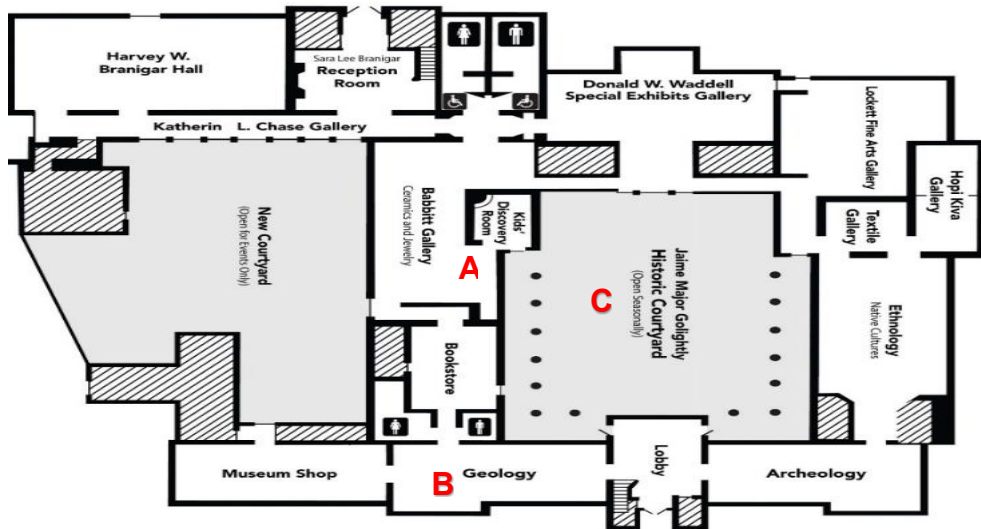 Harvey W.
Branigar Hall
Sara Lee Branigar
Reception
Room
Donald W. Waddell
Special Exhibits Gallery
Katherin L. Chase Gallery
Lockett Fine Arts Gallery
Hopi Kiva
Gallery
Textile
Gallery
New Courtyard
(Open for Events Only)
Babbitt Gallery
Ceramics and Jewelry
Kids'
Discovery
Room
A
C
Jaime Major Golightly
Historic Courtyard
(Open Seasonally)
Ethnology
Native Cultures
Bookstore
Museum Shop
B
Geology
Lobby
Archeology